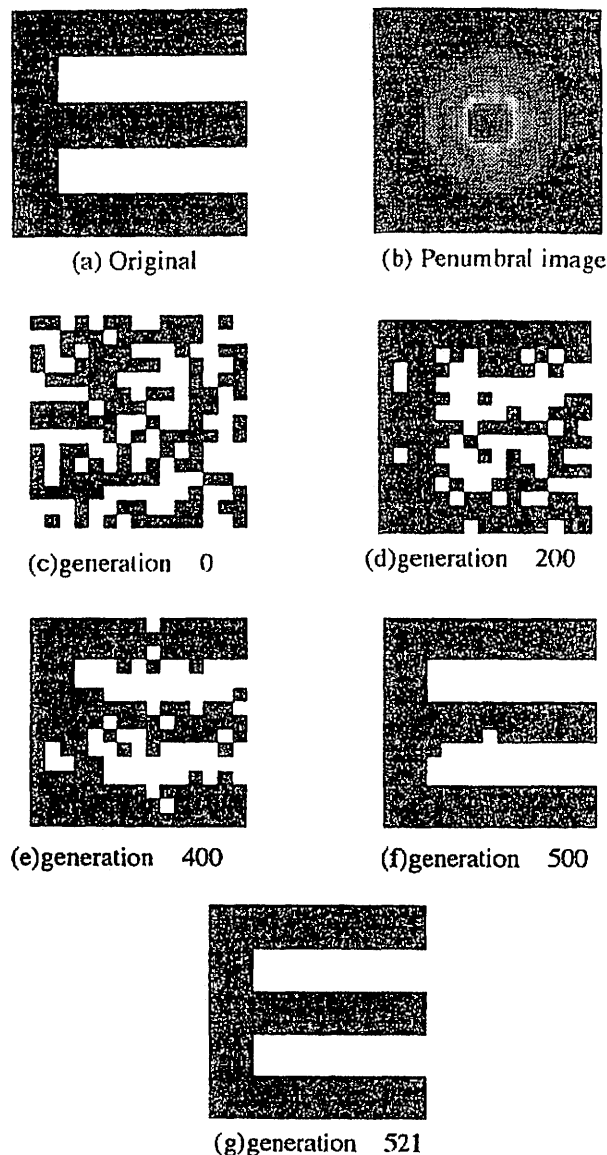 (a) Original
(b) Penumbral image
(c)generation 0
(d)generation 200
(e)generation 400
(f)generation 500
(g)generation 521